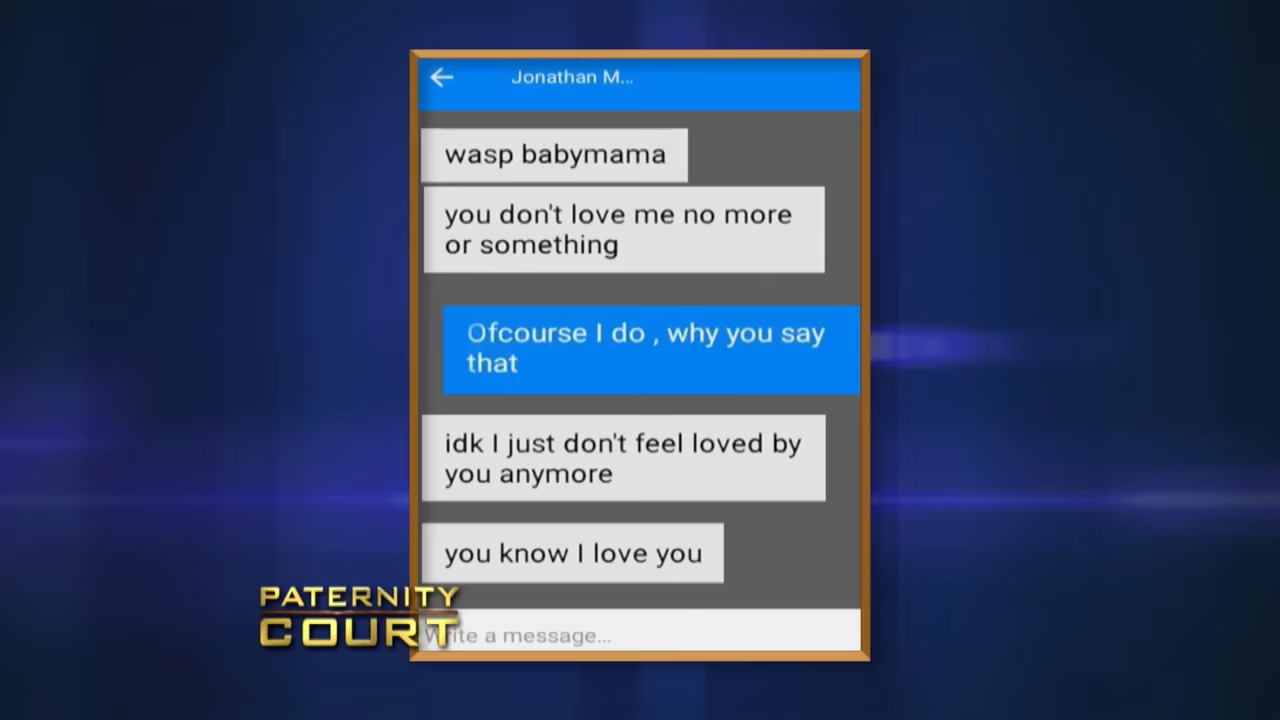 Jonathan M...
wasp babymama
you don't love me no more
or something
Ofcourse I do , why you say
that
idk I just don't feel loved by
you anymore
you know I love you
PATERNITY
COURT
Write a message...